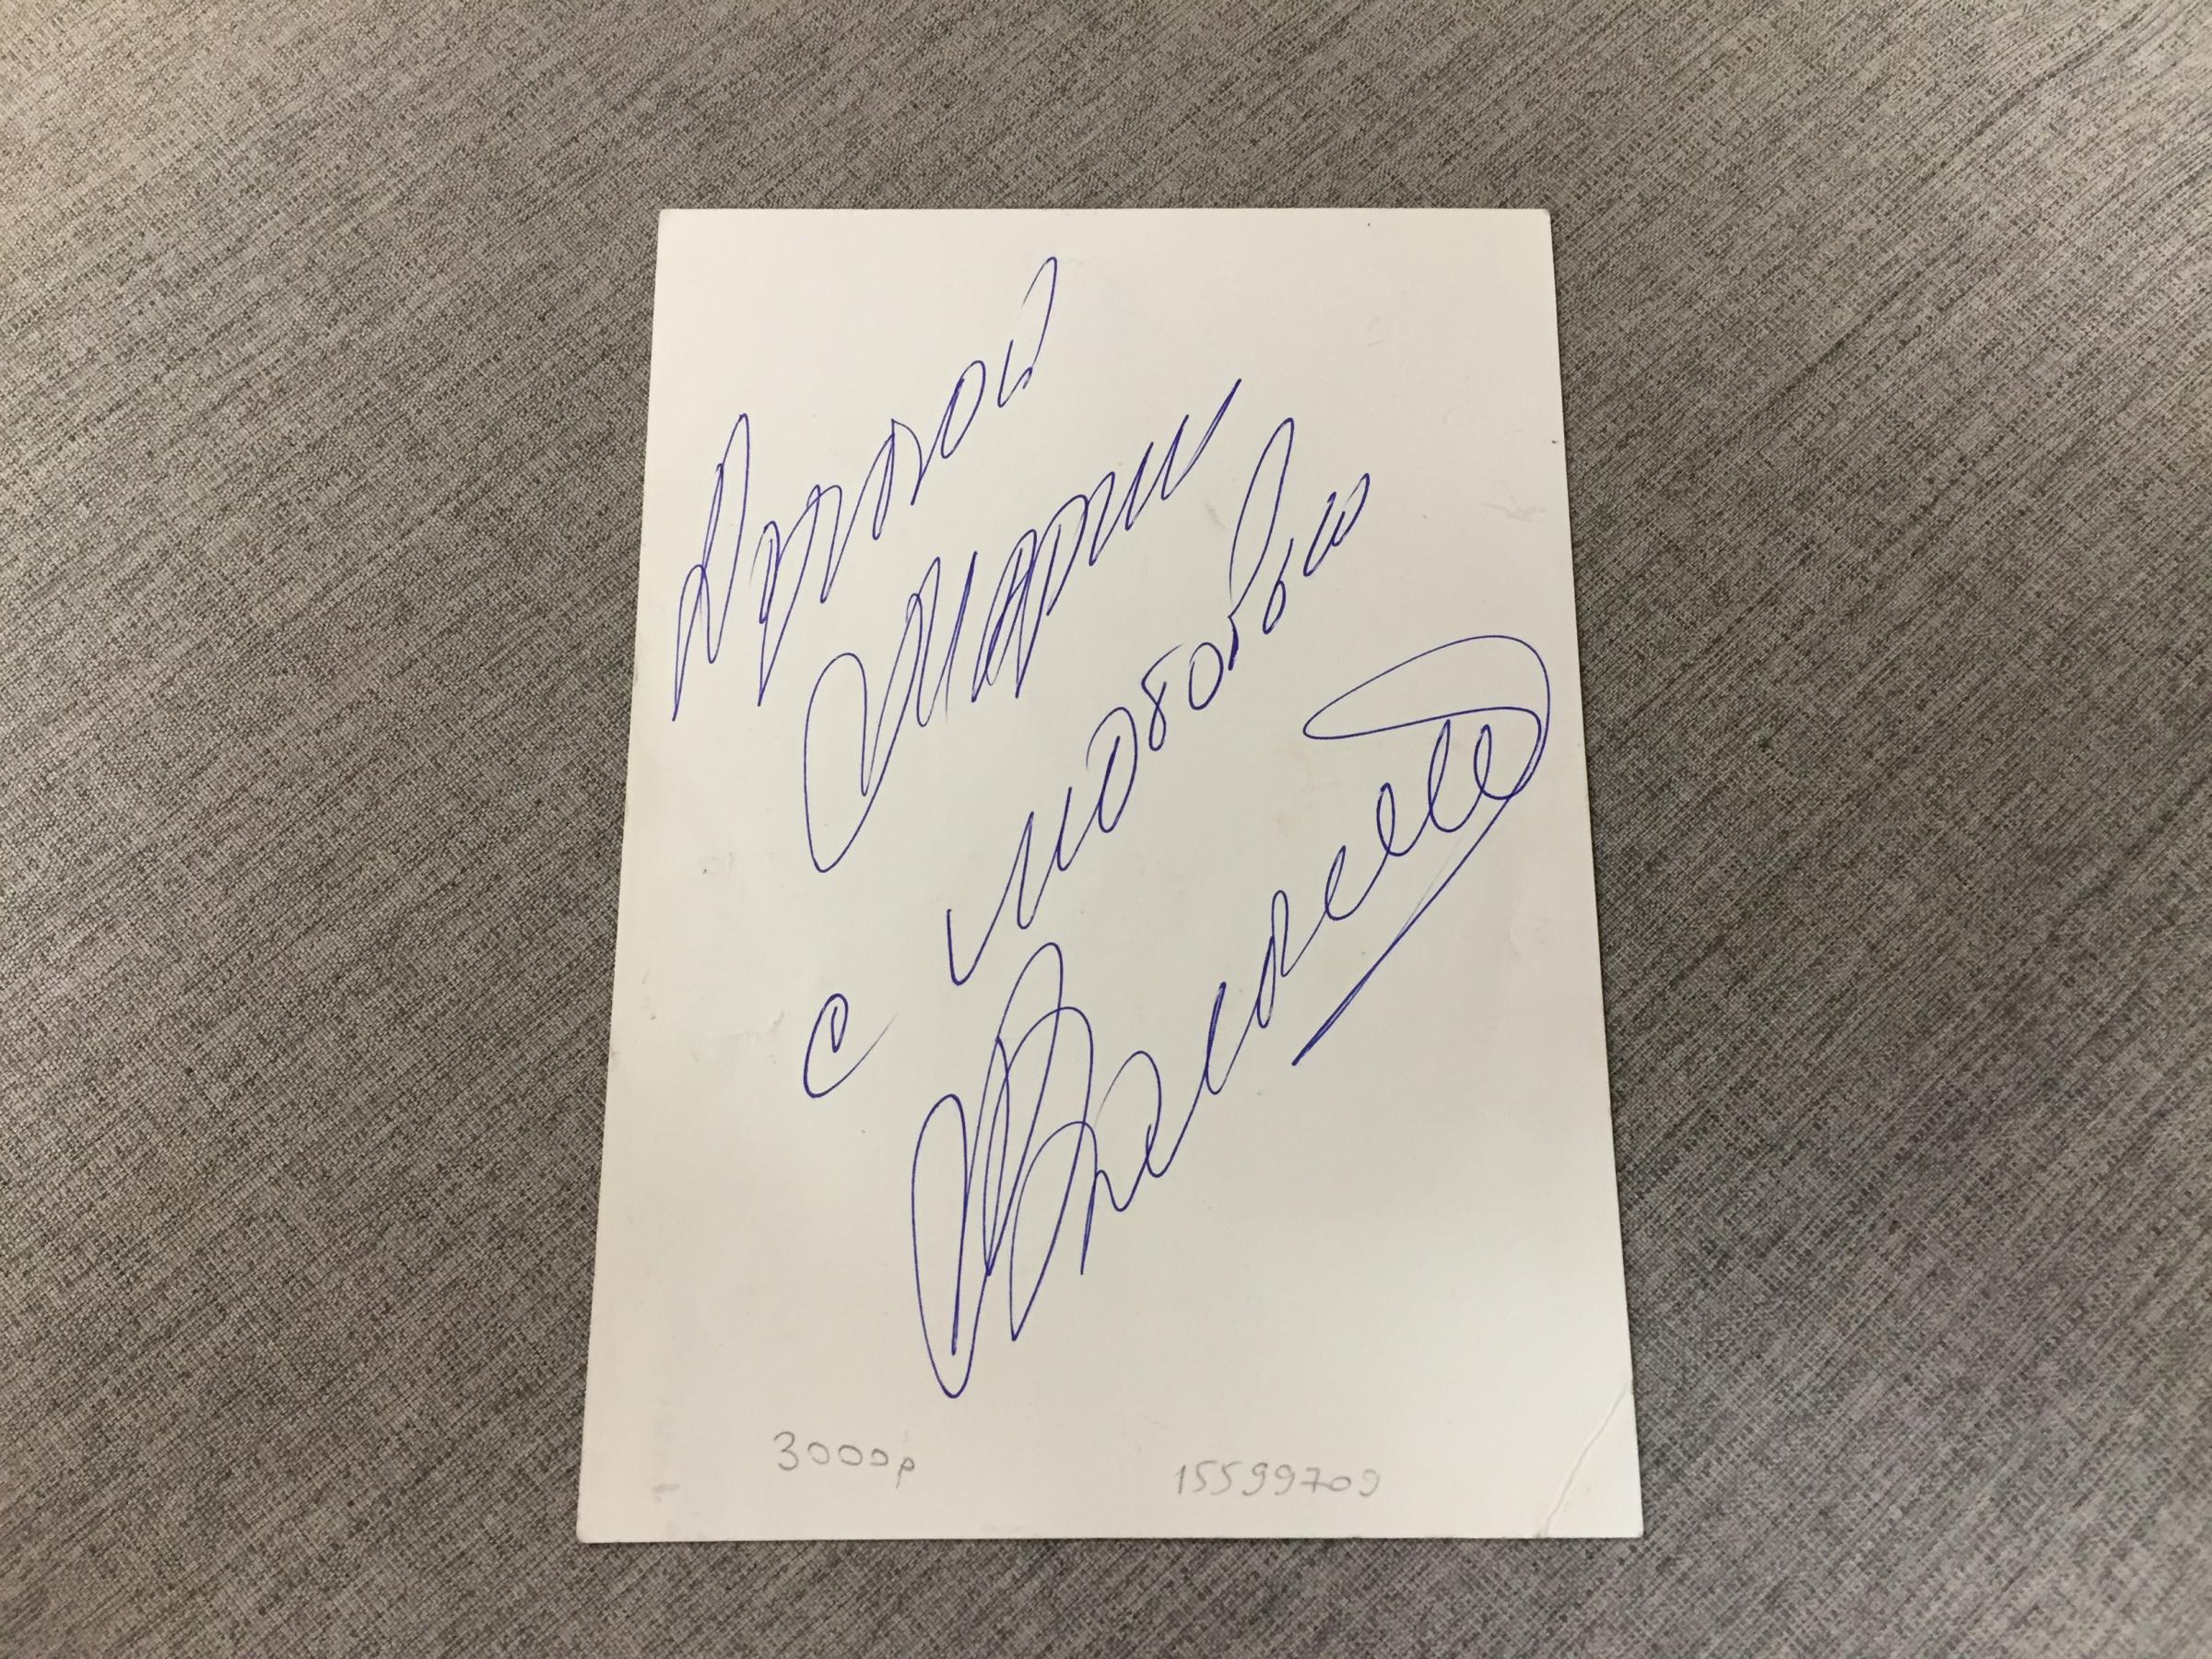 Дорогой
Марии
с любовью
3000р
15599709